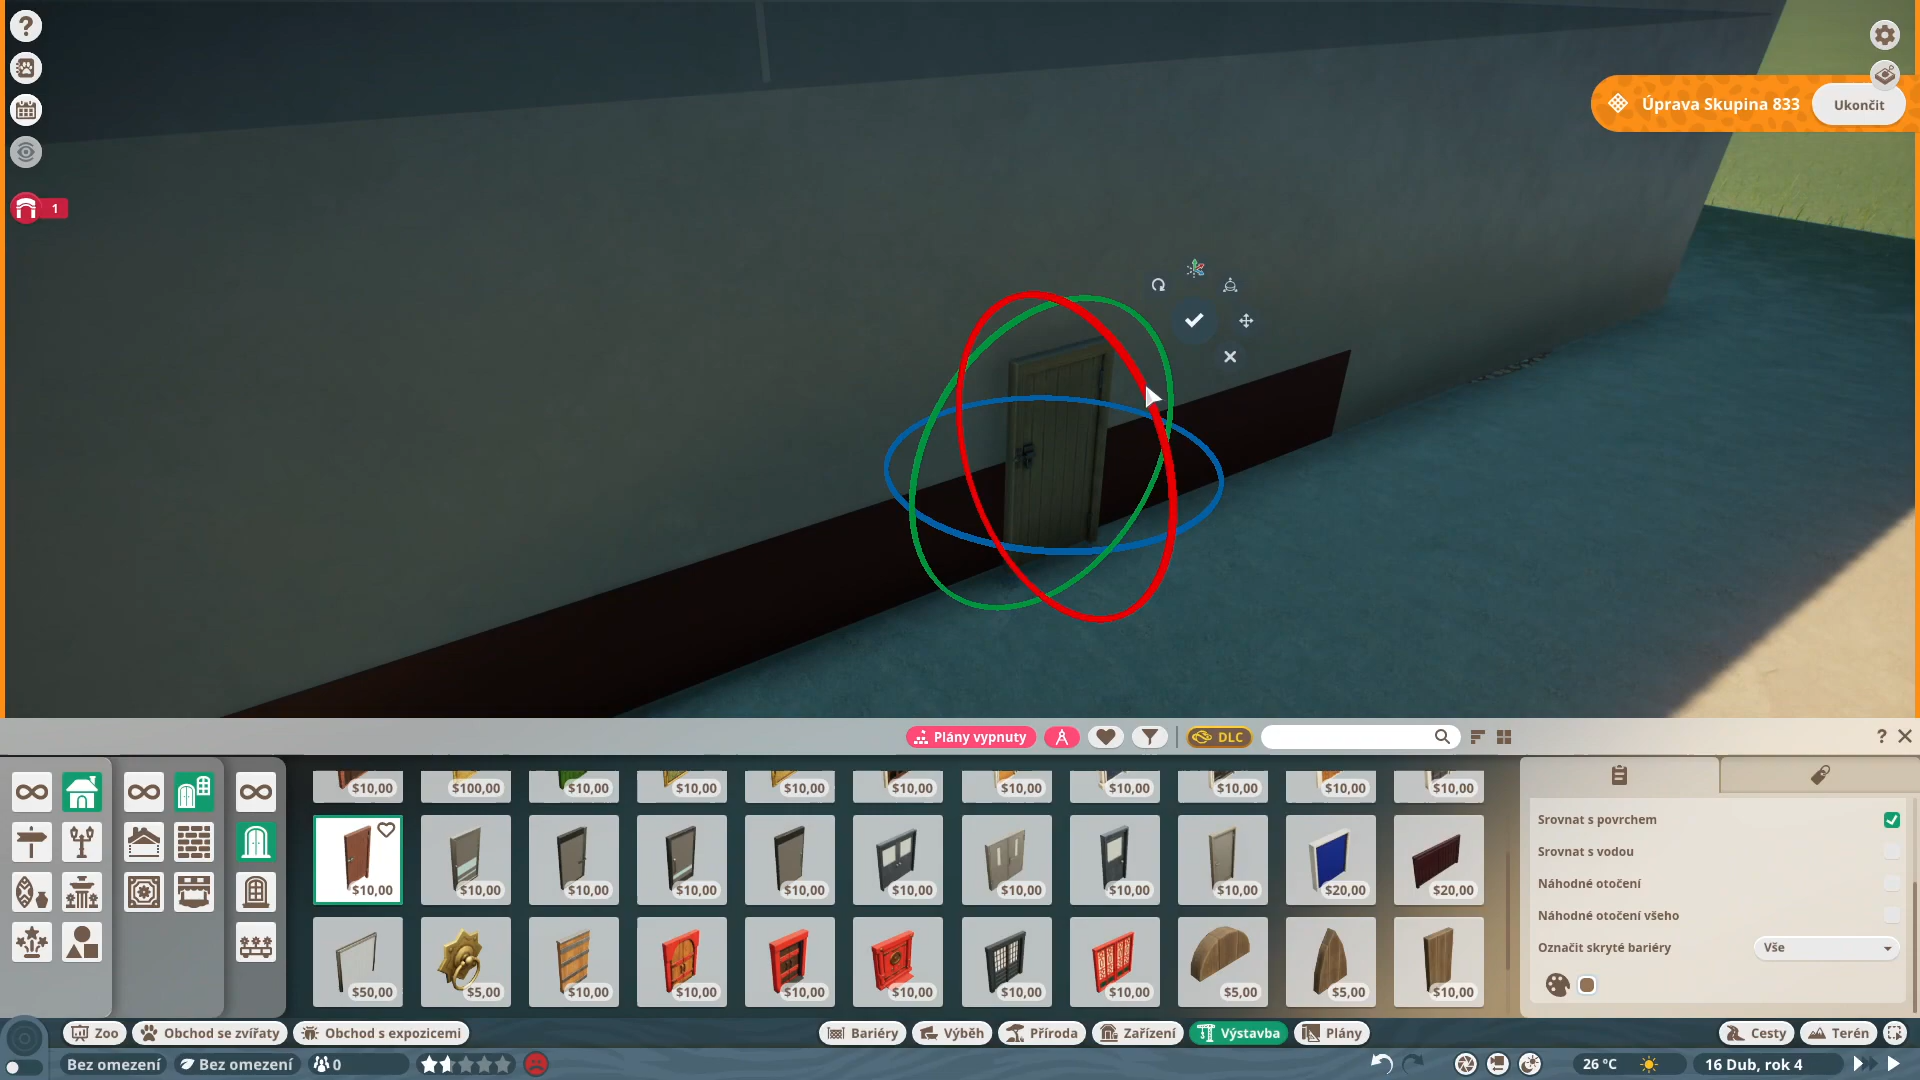 Úprava Skupina 833
Ukončit
1
Plány vypnuty
DLC
$10,00 $100,00 $10,00 $10,00 $10,00 $10,00 $10,00 $10,00 $10,00 $10,00 $10,00
$10,00 $10,00 $10,00 $10,00 $10,00 $10,00 $10,00 $10,00 $10,00 $20,00 $20,00
$50,00 $5,00 $10,00 $10,00 $10,00 $10,00 $10,00 $10,00 $5,00 $5,00 $10,00
Srovnat s povrchem
Srovnat s vodou
Náhodné otočení
Náhodné otočení všeho
Označit skryté bariéry
Vše
Zoo
Obchod se zvířaty
Obchod s expozicemi
Bariéry
Výběh
Příroda
Zařízení
Výstavba
Plány
Cesty
Terén
Bez omezení
Bez omezení
0
26 °C
16 Dub, rok 4